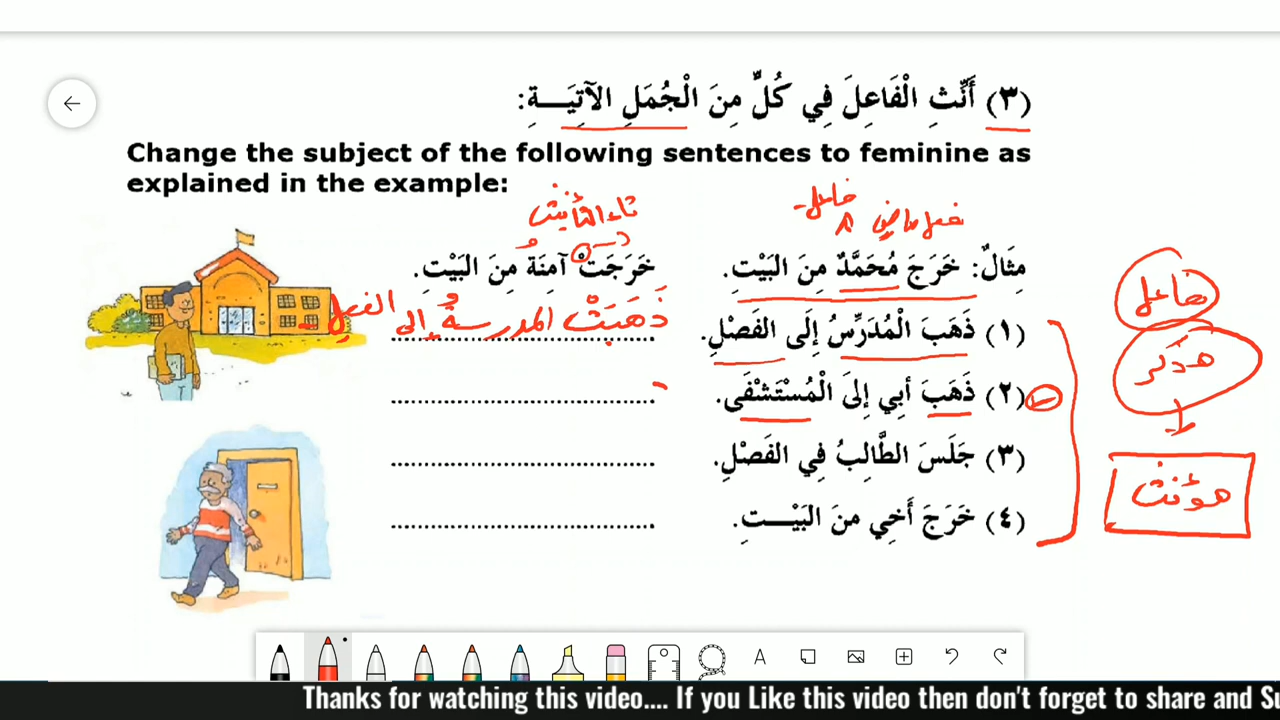 (٣) أَنِّثِ الْفَاعِلَ فِي كُلٍّ مِنَ الْجُمَلِ الآتِيَـــةِ:
Change the subject of the following sentences to feminine as
explained in the example:
فعل ماضي فاعل
تاء التأنيث
مِثَالٌ: خَرَجَ مُحَمَّدٌ مِنَ البَيْتِ. خَرَجَتْ آمِنَةُ مِنَ البَيْتِ.
(١) ذَهَبَ الْمُدَرِّسُ إِلَى الفَصْلِ. ذَهَبَتْ المدرسةُ إلى الفصل
(٢) ذَهَبَ أبِي إِلىَ الْمُسْتَشْفَى.
(٣) جَلَسَ الطَّالِبُ فِي الفَصْلِ.
(٤) خَرَجَ أَخِي مِنَ البَيْـــتِ.
فاعل
مذكر
مؤنث
A
Thanks for watching this video.... If you Like this video then don't forget to share and